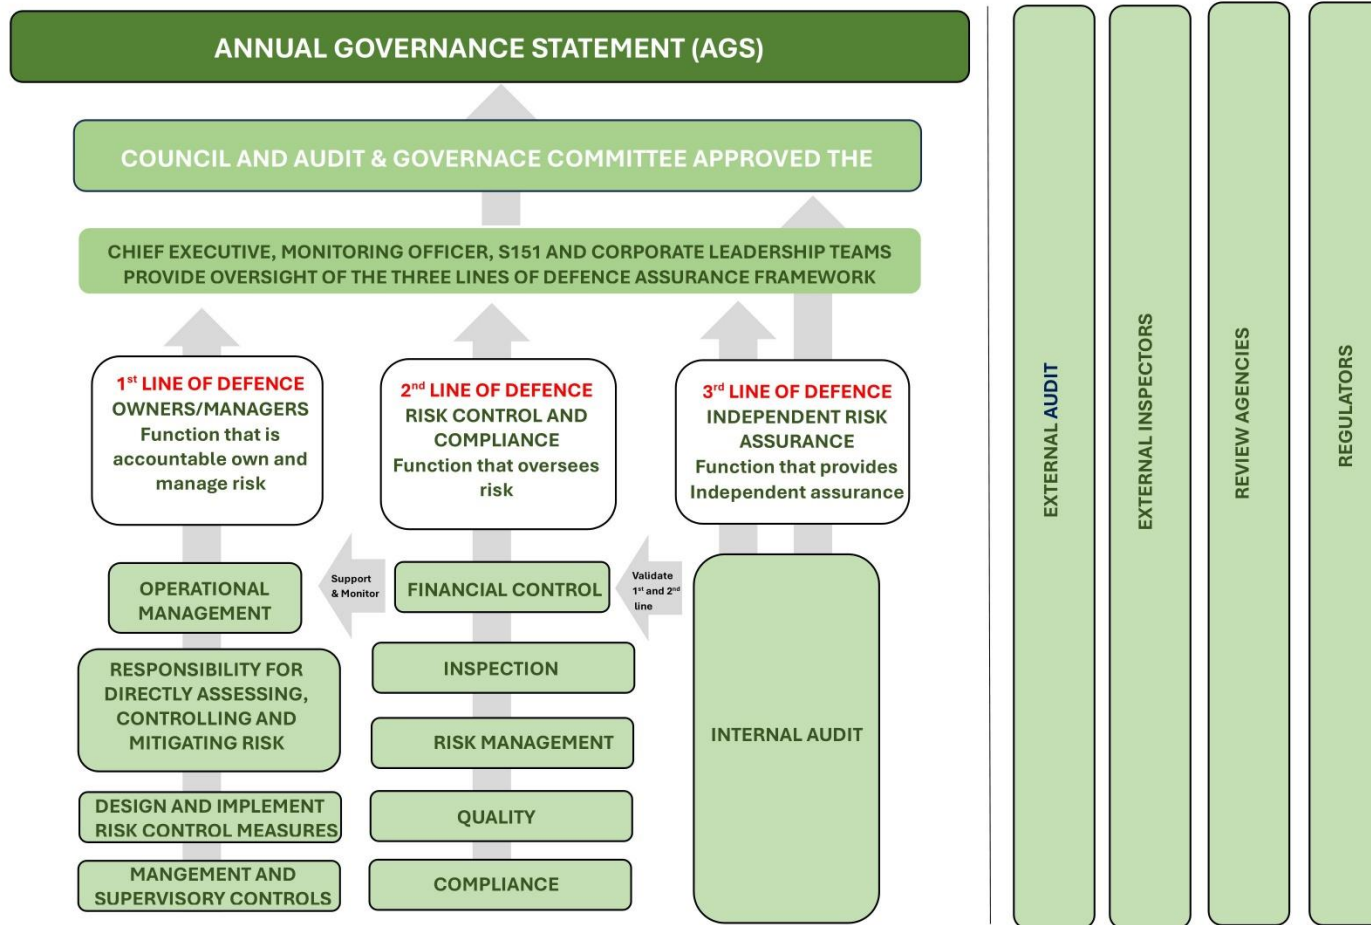 ANNUAL GOVERNANCE STATEMENT (AGS)
COUNCIL AND AUDIT & GOVERNACE COMMITTEE APPROVED THE
CHIEF EXECUTIVE, MONITORING OFFICER, S151 AND CORPORATE LEADERSHIP TEAMS
PROVIDE OVERSIGHT OF THE THREE LINES OF DEFENCE ASSURANCE FRAMEWORK
1st LINE OF DEFENCE
OWNERS/MANAGERS
Function that is
accountable own and
manage risk
2nd LINE OF DEFENCE
RISK CONTROL AND
COMPLIANCE
Function that oversees
risk
3rd LINE OF DEFENCE
INDEPENDENT RISK
ASSURANCE
Function that provides
Independent assurance
OPERATIONAL
MANAGEMENT
RESPONSIBILITY FOR
DIRECTLY ASSESSING,
CONTROLLING AND
MITIGATING RISK
DESIGN AND IMPLEMENT
RISK CONTROL MEASURES
MANGEMENT AND
SUPERVISORY CONTROLS
Support
& Monitor
FINANCIAL CONTROL
INSPECTION
RISK MANAGEMENT
QUALITY
COMPLIANCE
Validate
1st and 2nd
line
INTERNAL AUDIT
EXTERNAL AUDIT
EXTERNAL INSPECTORS
REVIEW AGENCIES
REGULATORS